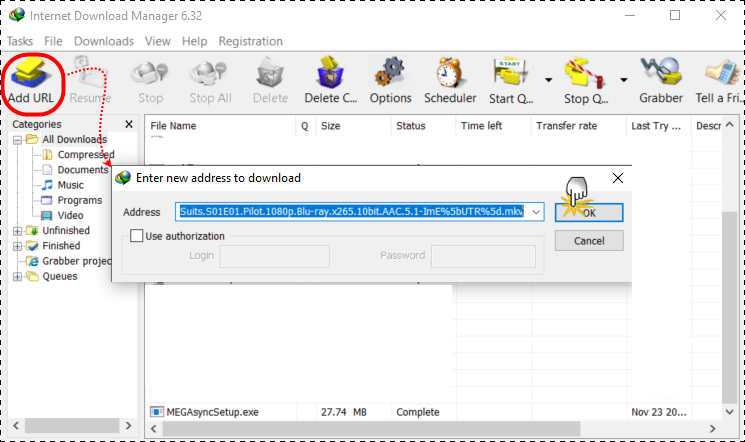 Internet Download Manager 6.32
Tasks File Downloads View Help Registration
Add URL Resume Stop Stop All Delete Delete C... Options Scheduler Start Q... Stop Q... Grabber Tell a Fri...
Categories X File Name Q Size Status Time left Transfer rate Last Try ... Descr
All Downloads
Compressed
Documents
Music
Programs
Video
Unfinished
Finished
Grabber projec
Queues
Enter new address to download
Address Suits.S01E01.Pilot.1080p.Blu-ray.x265.10bit.AAC.5.1-ImE%5bUTR%5d.mkv OK
Use authorization Cancel
Login Password
MEGAsyncSetup.exe 27.74 MB Complete Nov 23 20...
START